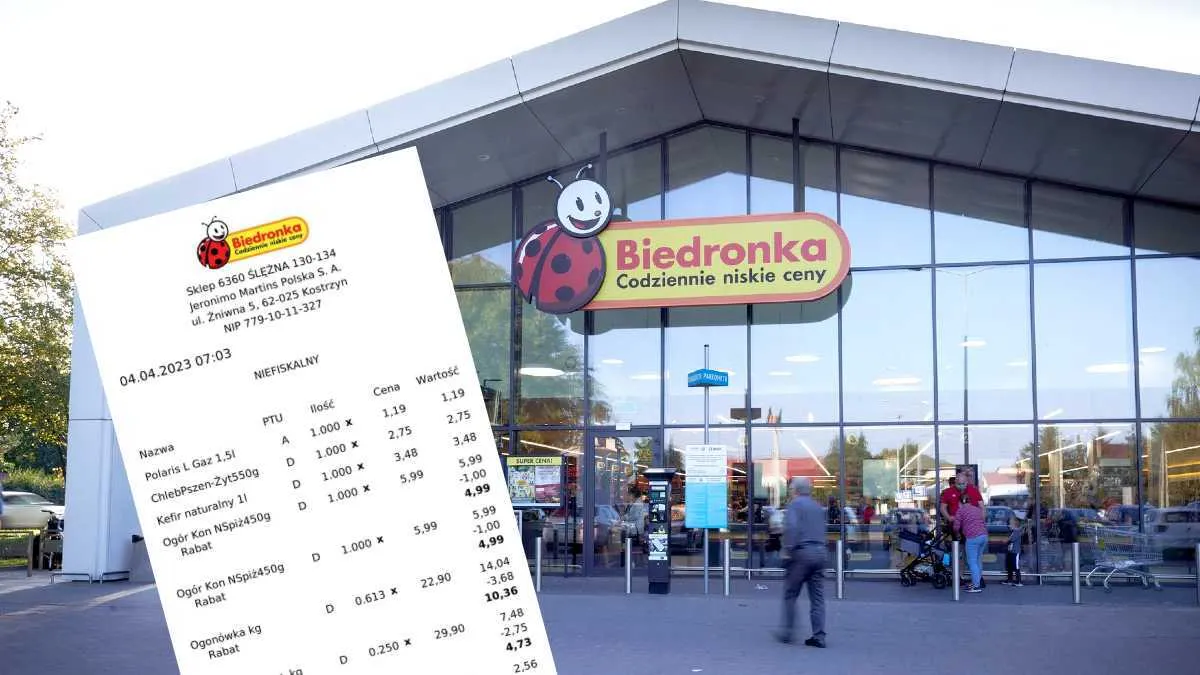 Biedronka
Codziennie niskie ceny
SUPER CENA!
Biedronka
Codziennie niskie ceny
Sklep 6360 ŚLĘŻNA 130-134
Jeronimo Martins Polska S. A.
ul. Żniwna 5, 62-025 Kostrzyn
NIP 779-10-11-327
04.04.2023 07:03
NIEFISKALNY
Nazwa PTU Ilość Cena Wartość
Polaris L Gaz 1,5l A 1.000 x 1,19 1,19
ChlebPszen-Żyt550g D 1.000 x 2,75 2,75
Kefir naturalny 1l D 1.000 x 3,48 3,48
Ogór Kon NSpiż450g D 1.000 x 5,99 5,99
Rabat -1,00
4,99
Ogór Kon NSpiż450g D 1.000 x 5,99 5,99
Rabat -1,00
4,99
Ogonówka kg D 0.613 x 22,90 14,04
Rabat -3,68
10,36
kg D 0.250 x 29,90 7,48
-2,75
4,73
2,56